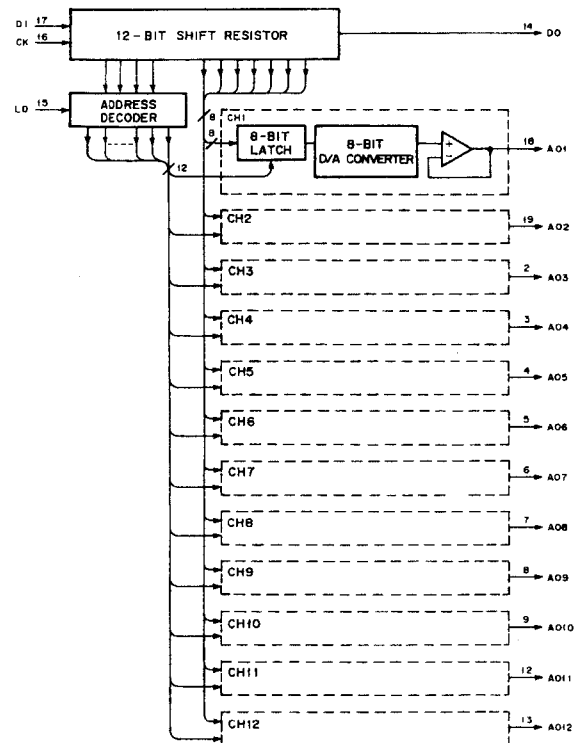 DI 17
CK 16
12-BIT SHIFT RESISTOR
14 DO
LD 15
ADDRESS DECODER
8
8
12
CH1
8-BIT LATCH
8-BIT D/A CONVERTER
+
−
18 AO1
CH2
19 AO2
CH3
2 AO3
CH4
3 AO4
CH5
4 AO5
CH6
5 AO6
CH7
6 AO7
CH8
7 AO8
CH9
8 AO9
CH10
9 AO10
CH11
12 AO11
CH12
13 AO12